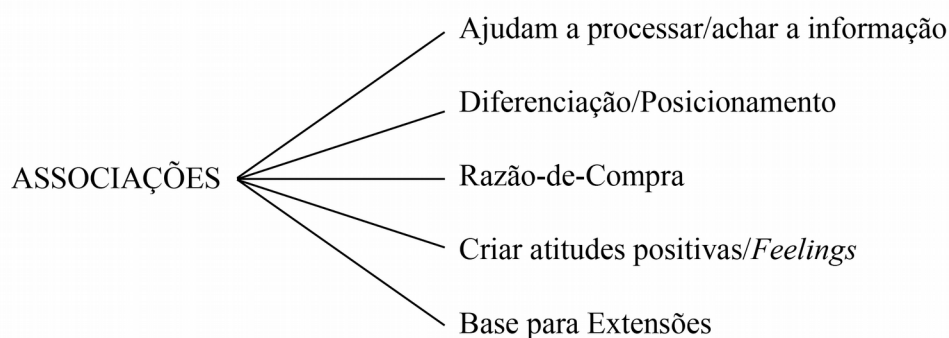 Ajudam a processar/achar a informação
Diferenciação/Posicionamento
ASSOCIAÇÕES
Razão-de-Compra
Criar atitudes positivas/Feelings
Base para Extensões